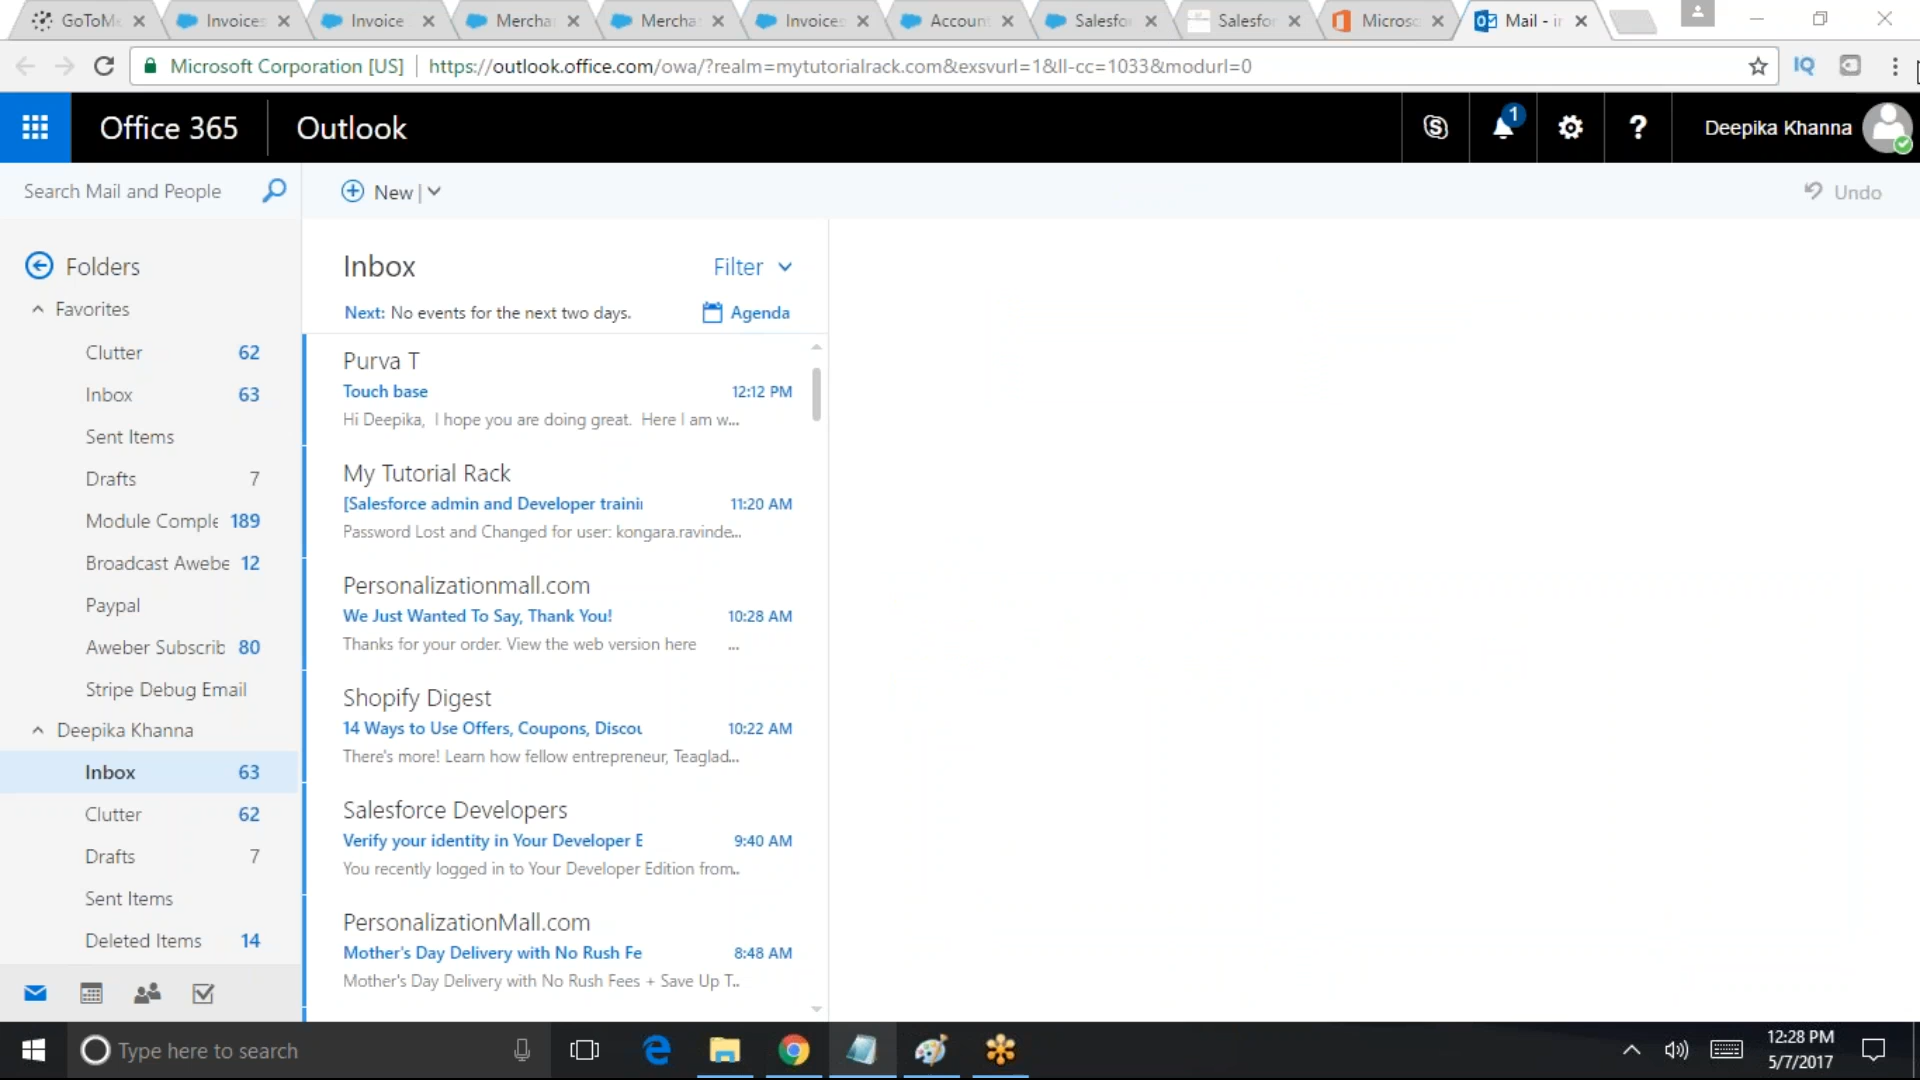 GoToMe
Invoices
Invoice
Mercha
Mercha
Invoices
Accoun
Salesfo
Salesfor
Microso
Mail - ir
Microsoft Corporation [US]
https://outlook.office.com/owa/?realm=mytutorialrack.com&exsvurl=1&ll-cc=1033&modurl=0
IQ
Office 365
Outlook
1
?
Deepika Khanna
Search Mail and People
New
Undo
Folders
Favorites
Clutter 62
Inbox 63
Sent Items
Drafts 7
Module Comple 189
Broadcast Awebe 12
Paypal
Aweber Subscrib 80
Stripe Debug Email
Deepika Khanna
Inbox 63
Clutter 62
Drafts 7
Sent Items
Deleted Items 14
Inbox
Filter
Next: No events for the next two days.
Agenda
Purva T
Touch base 12:12 PM
Hi Deepika, I hope you are doing great. Here I am w...
My Tutorial Rack
[Salesforce admin and Developer trainin 11:20 AM
Password Lost and Changed for user: kongara.ravinde...
Personalizationmall.com
We Just Wanted To Say, Thank You! 10:28 AM
Thanks for your order. View the web version here ...
Shopify Digest
14 Ways to Use Offers, Coupons, Discou 10:22 AM
There's more! Learn how fellow entrepreneur, Teaglad...
Salesforce Developers
Verify your identity in Your Developer E 9:40 AM
You recently logged in to Your Developer Edition from..
PersonalizationMall.com
Mother's Day Delivery with No Rush Fe 8:48 AM
Mother's Day Delivery with No Rush Fees + Save Up T..
Type here to search
12:28 PM
5/7/2017